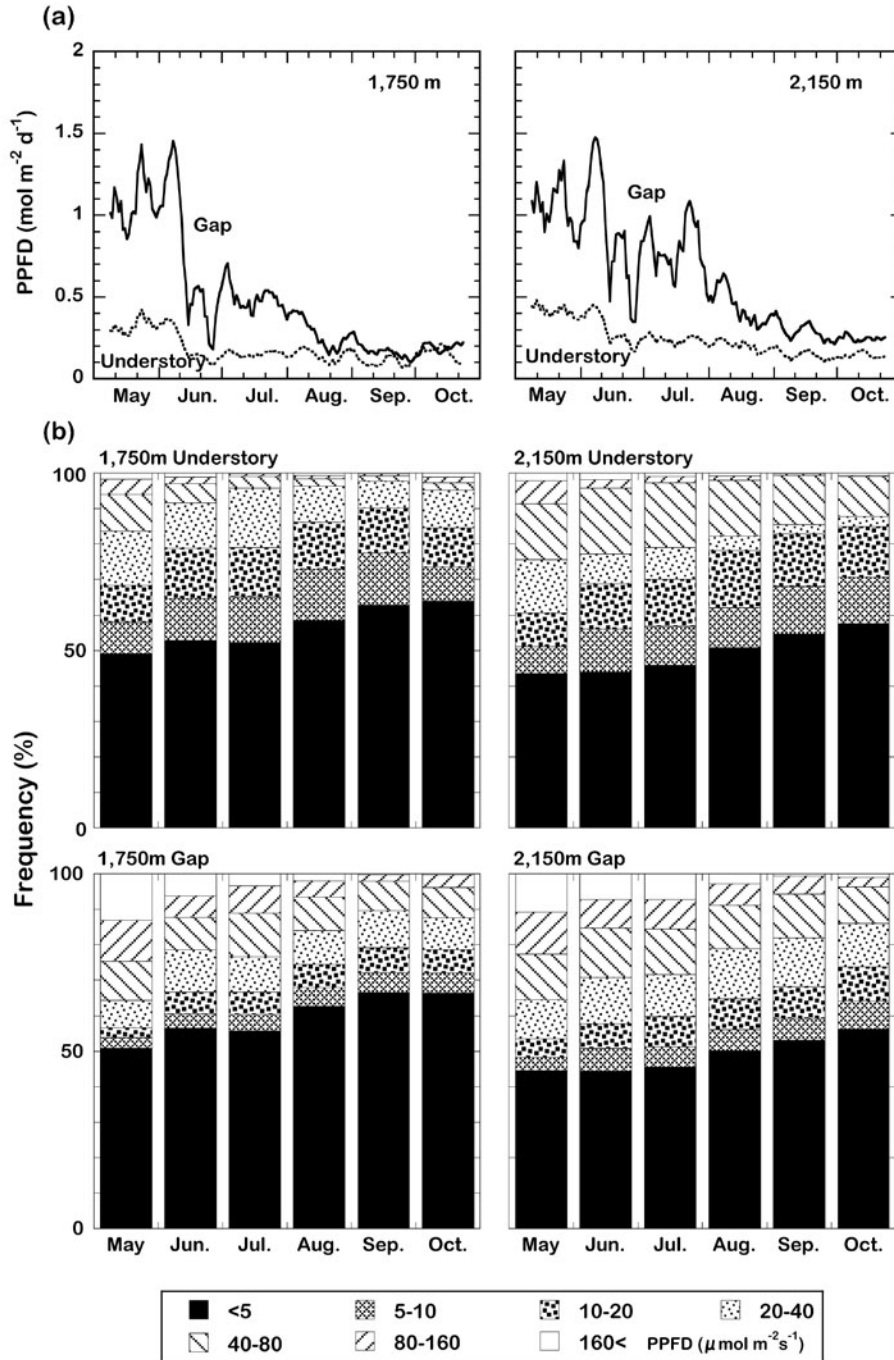 (a)
2
1.5
1
0.5
0
PPFD (mol m⁻² d⁻¹)
1,750 m
Gap
Understory
May Jun. Jul. Aug. Sep. Oct.
2,150 m
Gap
Understory
May Jun. Jul. Aug. Sep. Oct.
(b)
Frequency (%)
1,750m Understory
100
50
0
2,150m Understory
1,750m Gap
100
50
0
May Jun. Jul. Aug. Sep. Oct.
2,150m Gap
May Jun. Jul. Aug. Sep. Oct.
<5 5-10 10-20 20-40
40-80 80-160 160< PPFD (μ mol m⁻²s⁻¹)